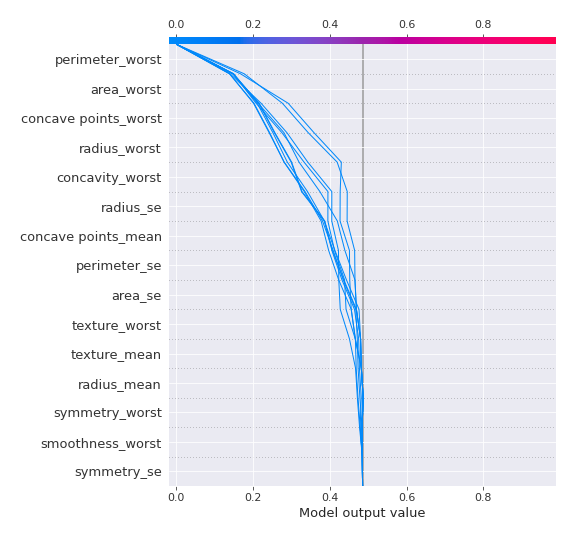 0.0 0.2 0.4 0.6 0.8
perimeter_worst
area_worst
concave points_worst
radius_worst
concavity_worst
radius_se
concave points_mean
perimeter_se
area_se
texture_worst
texture_mean
radius_mean
symmetry_worst
smoothness_worst
symmetry_se
0.0 0.2 0.4 0.6 0.8
Model output value